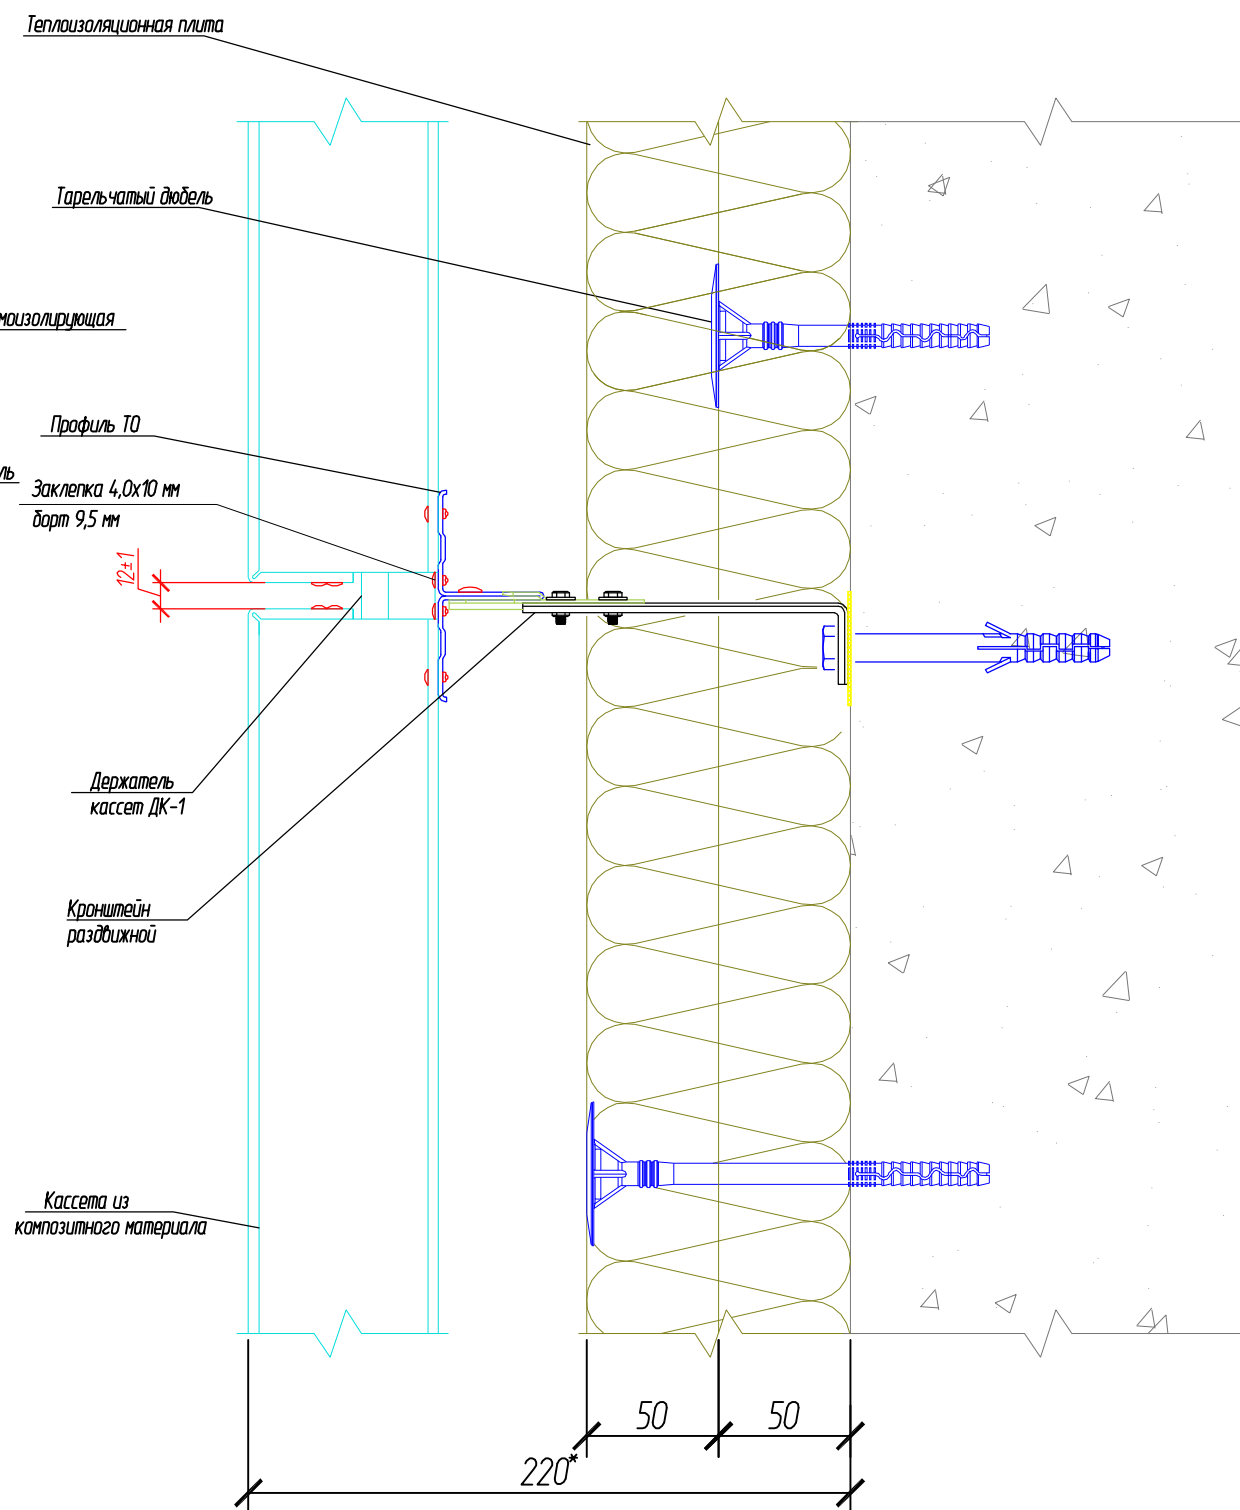 Теплоизоляционная плита
Тарельчатый дюбель
моизолирующая
Профиль ТО
ль
Заклепка 4,0х10 мм
борт 9,5 мм
12±1
Держатель
кассет ДК-1
Кронштейн
раздвижной
Кассета из
композитного материала
50
50
220*